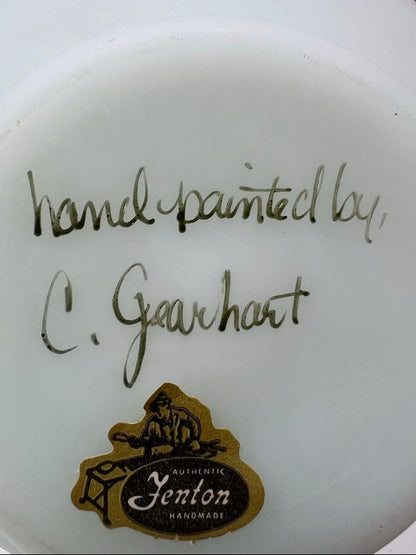 hand painted by,
C. Gearhart
AUTHENTIC
Fenton
HANDMADE